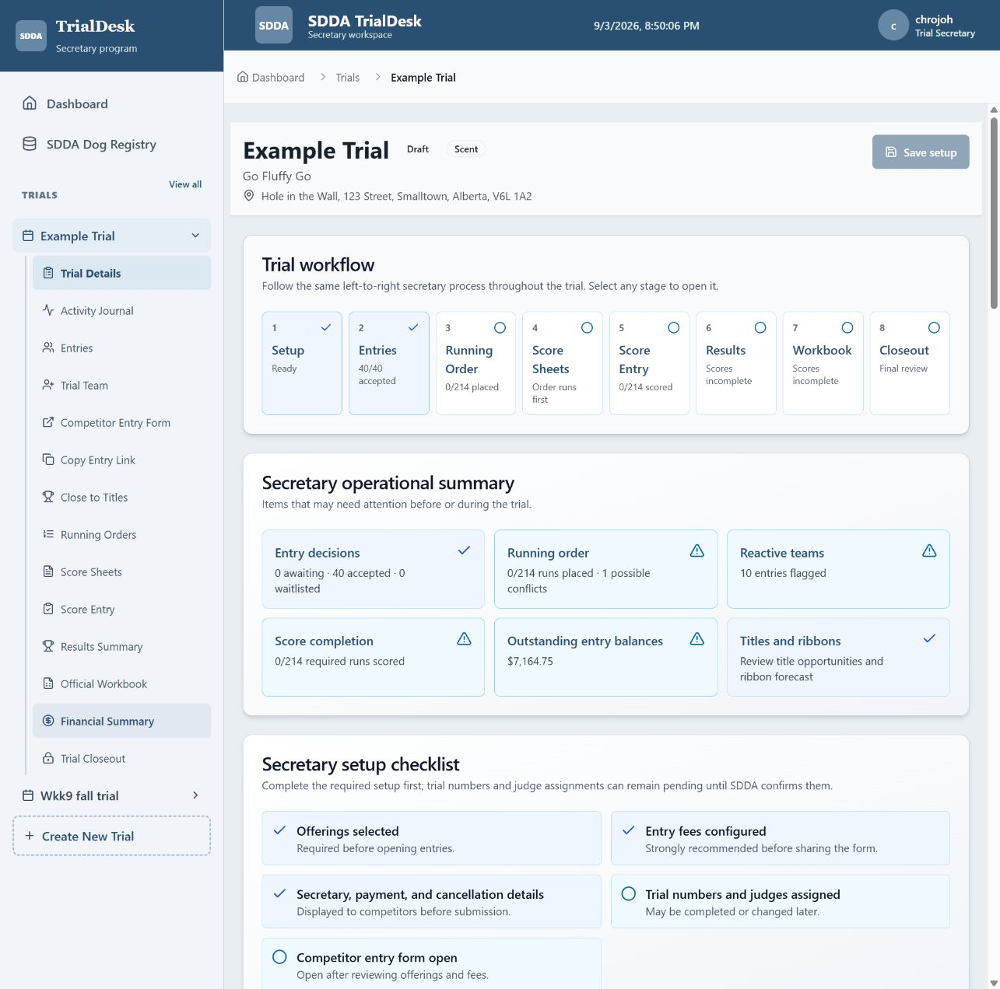 SDDA
TrialDesk
Secretary program
Dashboard
SDDA Dog Registry
TRIALS
View all
Example Trial
Trial Details
Activity Journal
Entries
Trial Team
Competitor Entry Form
Copy Entry Link
Close to Titles
Running Orders
Score Sheets
Score Entry
Results Summary
Official Workbook
Financial Summary
Trial Closeout
Wkk9 fall trial
Create New Trial
SDDA
SDDA TrialDesk
Secretary workspace
9/3/2026, 8:50:06 PM
c
chrojoh
Trial Secretary
Dashboard > Trials > Example Trial
Example Trial
Draft
Scent
Save setup
Go Fluffy Go
Hole in the Wall, 123 Street, Smalltown, Alberta, V6L 1A2
Trial workflow
Follow the same left-to-right secretary process throughout the trial. Select any stage to open it.
1
Setup
Ready
2
Entries
40/40
accepted
3
Running
Order
0/214 placed
4
Score
Sheets
Order runs
first
5
Score
Entry
0/214 scored
6
Results
Scores
incomplete
7
Workbook
Scores
incomplete
8
Closeout
Final review
Secretary operational summary
Items that may need attention before or during the trial.
Entry decisions
0 awaiting · 40 accepted · 0
waitlisted
Running order
0/214 runs placed · 1 possible
conflicts
Reactive teams
10 entries flagged
Score completion
0/214 required runs scored
Outstanding entry balances
$7,164.75
Titles and ribbons
Review title opportunities and
ribbon forecast
Secretary setup checklist
Complete the required setup first; trial numbers and judge assignments can remain pending until SDDA confirms them.
Offerings selected
Required before opening entries.
Entry fees configured
Strongly recommended before sharing the form.
Secretary, payment, and cancellation details
Displayed to competitors before submission.
Trial numbers and judges assigned
May be completed or changed later.
Competitor entry form open
Open after reviewing offerings and fees.